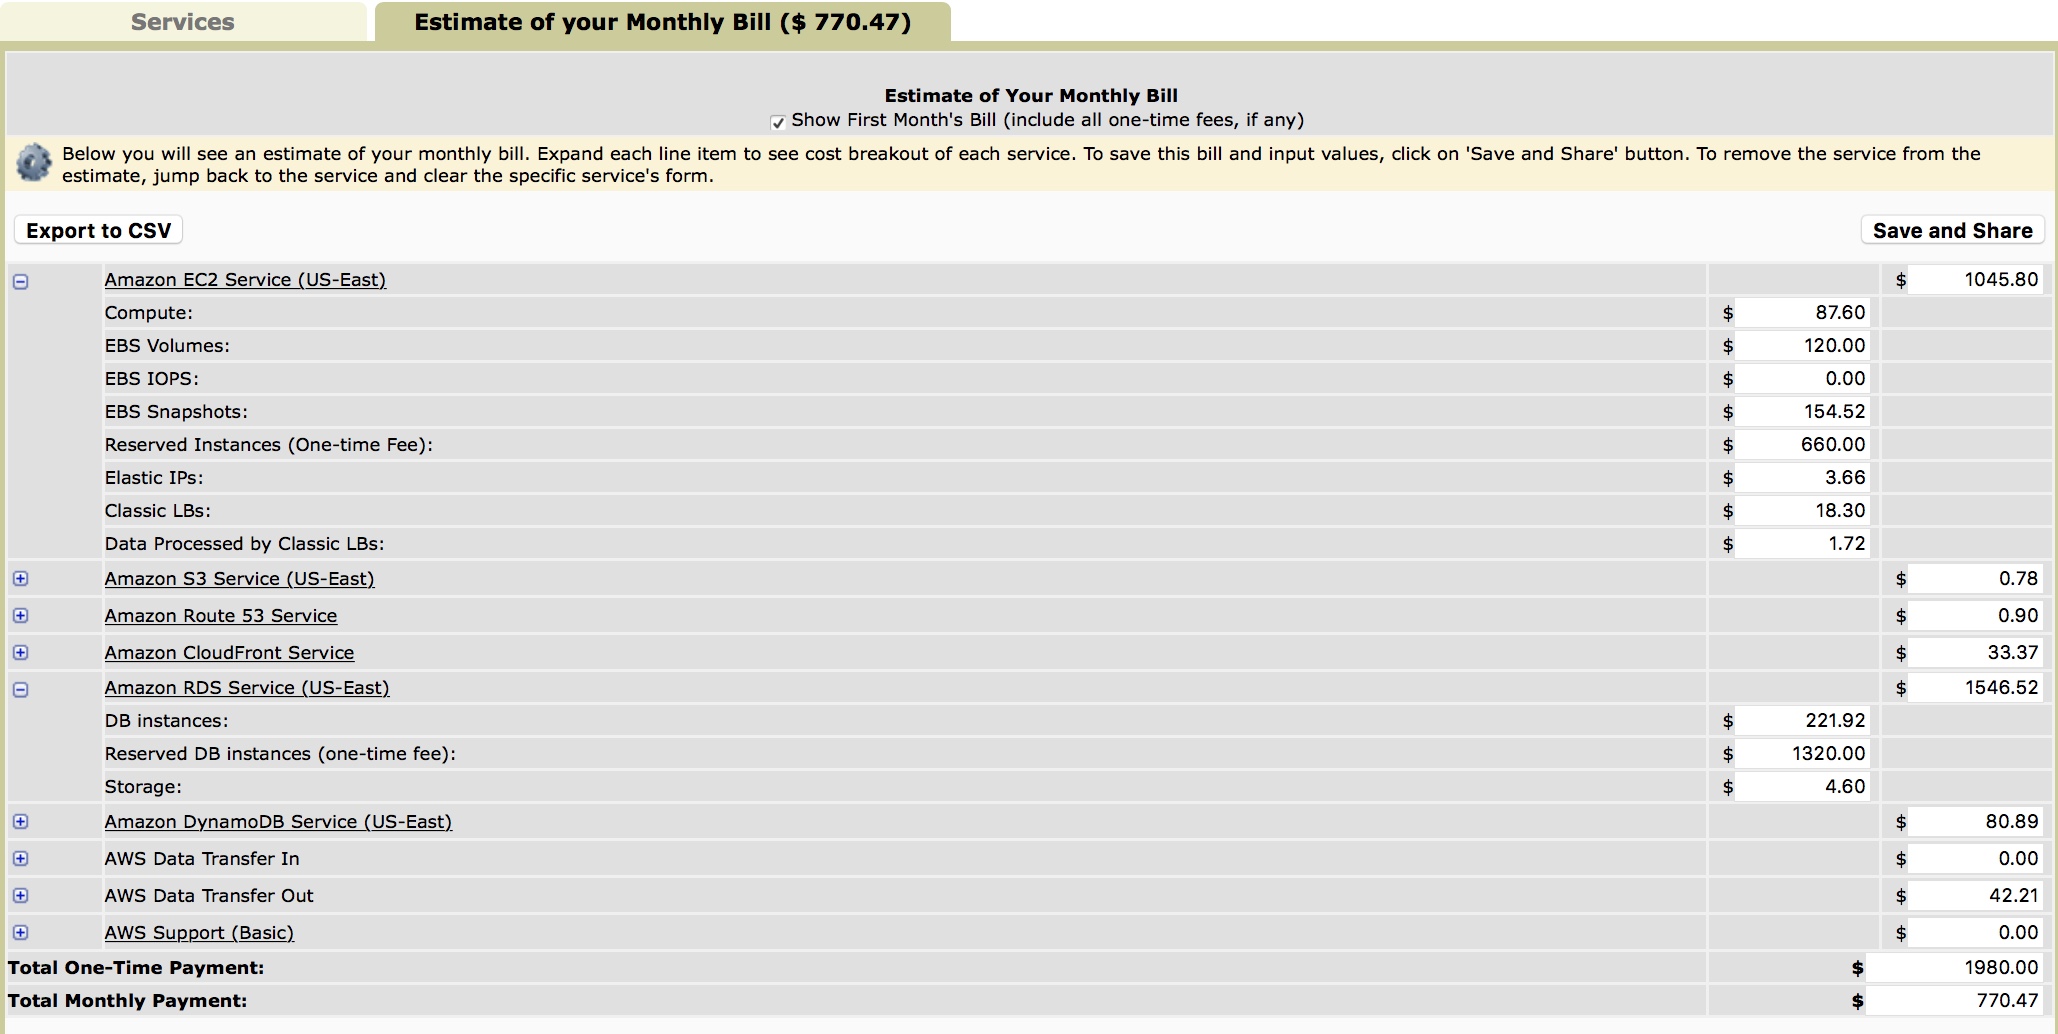 Services
Estimate of your Monthly Bill ($ 770.47)
Estimate of Your Monthly Bill
Show First Month's Bill (include all one-time fees, if any)
Below you will see an estimate of your monthly bill. Expand each line item to see cost breakout of each service. To save this bill and input values, click on 'Save and Share' button. To remove the service from the
estimate, jump back to the service and clear the specific service's form.
Export to CSV
Save and Share
Amazon EC2 Service (US-East) $ 1045.80
Compute: $ 87.60
EBS Volumes: $ 120.00
EBS IOPS: $ 0.00
EBS Snapshots: $ 154.52
Reserved Instances (One-time Fee): $ 660.00
Elastic IPs: $ 3.66
Classic LBs: $ 18.30
Data Processed by Classic LBs: $ 1.72
Amazon S3 Service (US-East) $ 0.78
Amazon Route 53 Service $ 0.90
Amazon CloudFront Service $ 33.37
Amazon RDS Service (US-East) $ 1546.52
DB instances: $ 221.92
Reserved DB instances (one-time fee): $ 1320.00
Storage: $ 4.60
Amazon DynamoDB Service (US-East) $ 80.89
AWS Data Transfer In $ 0.00
AWS Data Transfer Out $ 42.21
AWS Support (Basic) $ 0.00
Total One-Time Payment: $ 1980.00
Total Monthly Payment: $ 770.47